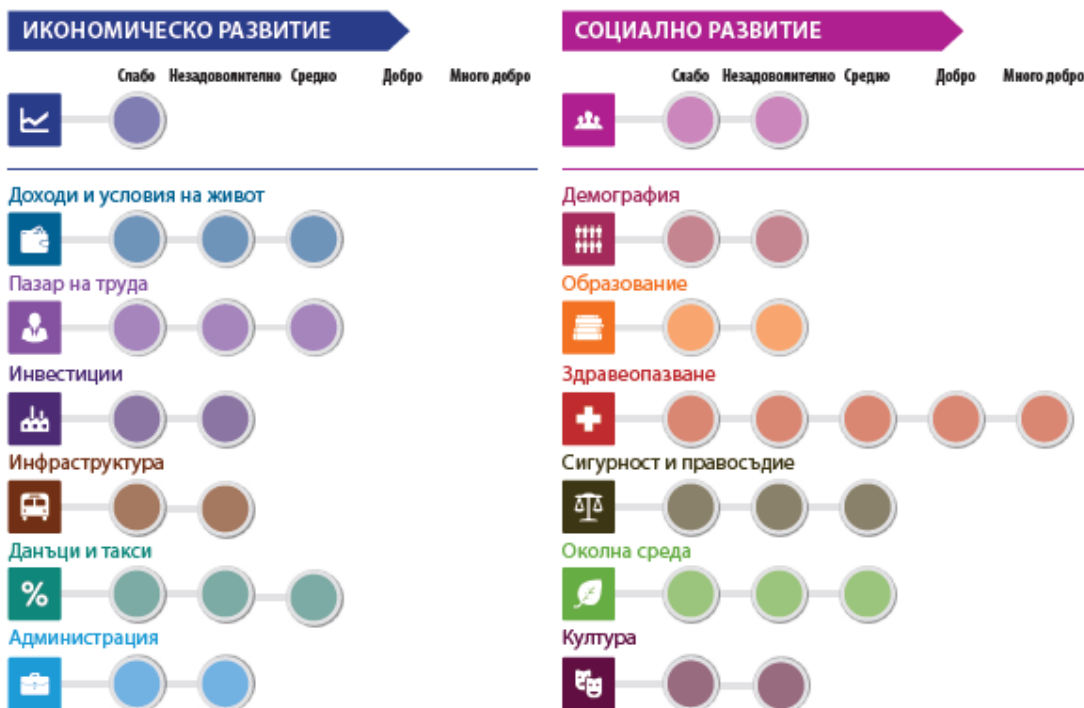 ИКОНОМИЧЕСКО РАЗВИТИЕ
Слабо Незадоволително Средно Добро Много добро
Доходи и условия на живот
Пазар на труда
Инвестиции
Инфраструктура
Данъци и такси
%
Администрация
СОЦИАЛНО РАЗВИТИЕ
Слабо Незадоволително Средно Добро Много добро
Демография
Образование
Здравеопазване
Сигурност и правосъдие
Околна среда
Култура